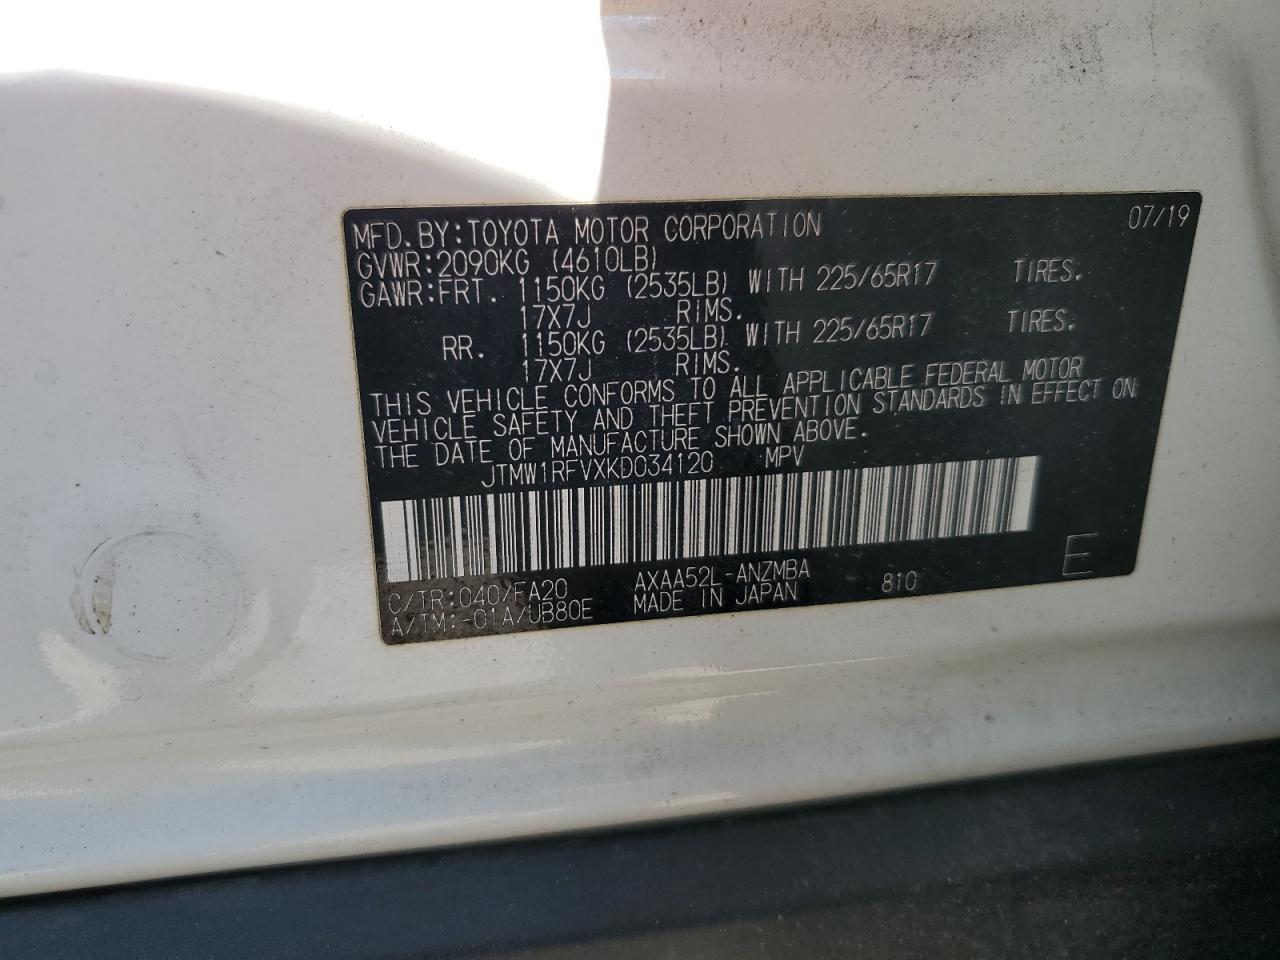 MFD. BY: TOYOTA MOTOR CORPORATION 07/19
GVWR: 2090KG (4610LB)
GAWR: FRT. 1150KG (2535LB) WITH 225/65R17 TIRES.
17X7J RIMS.
RR. 1150KG (2535LB) WITH 225/65R17 TIRES.
17X7J RIMS.
THIS VEHICLE CONFORMS TO ALL APPLICABLE FEDERAL MOTOR
VEHICLE SAFETY AND THEFT PREVENTION STANDARDS IN EFFECT ON
THE DATE OF MANUFACTURE SHOWN ABOVE.
JTMW1RFVXKD034120 MPV
C/TR: 040/FA20 AXAA52L-ANZMBA 810 E
A/TM: -01A/UB80E MADE IN JAPAN